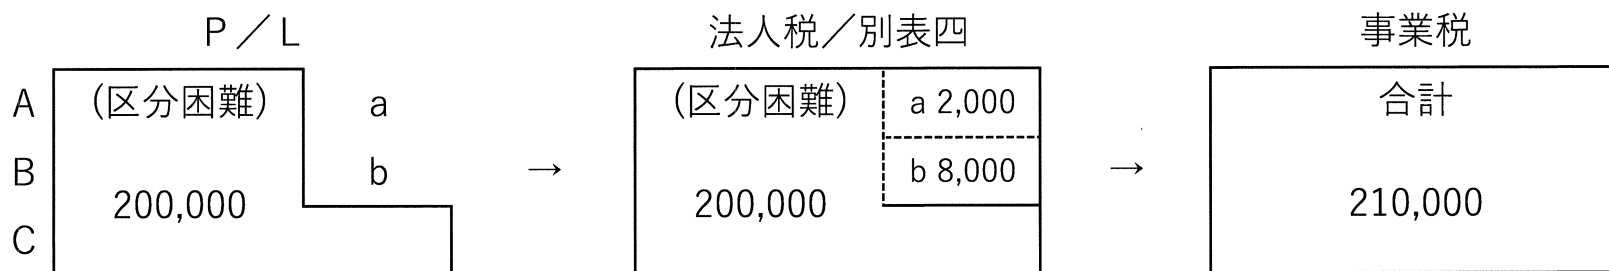 P／L
法人税／別表四
事業税
A
(区分困難)
a
(区分困難)
a 2,000
合計
B
b
→
b 8,000
→
200,000
200,000
210,000
C